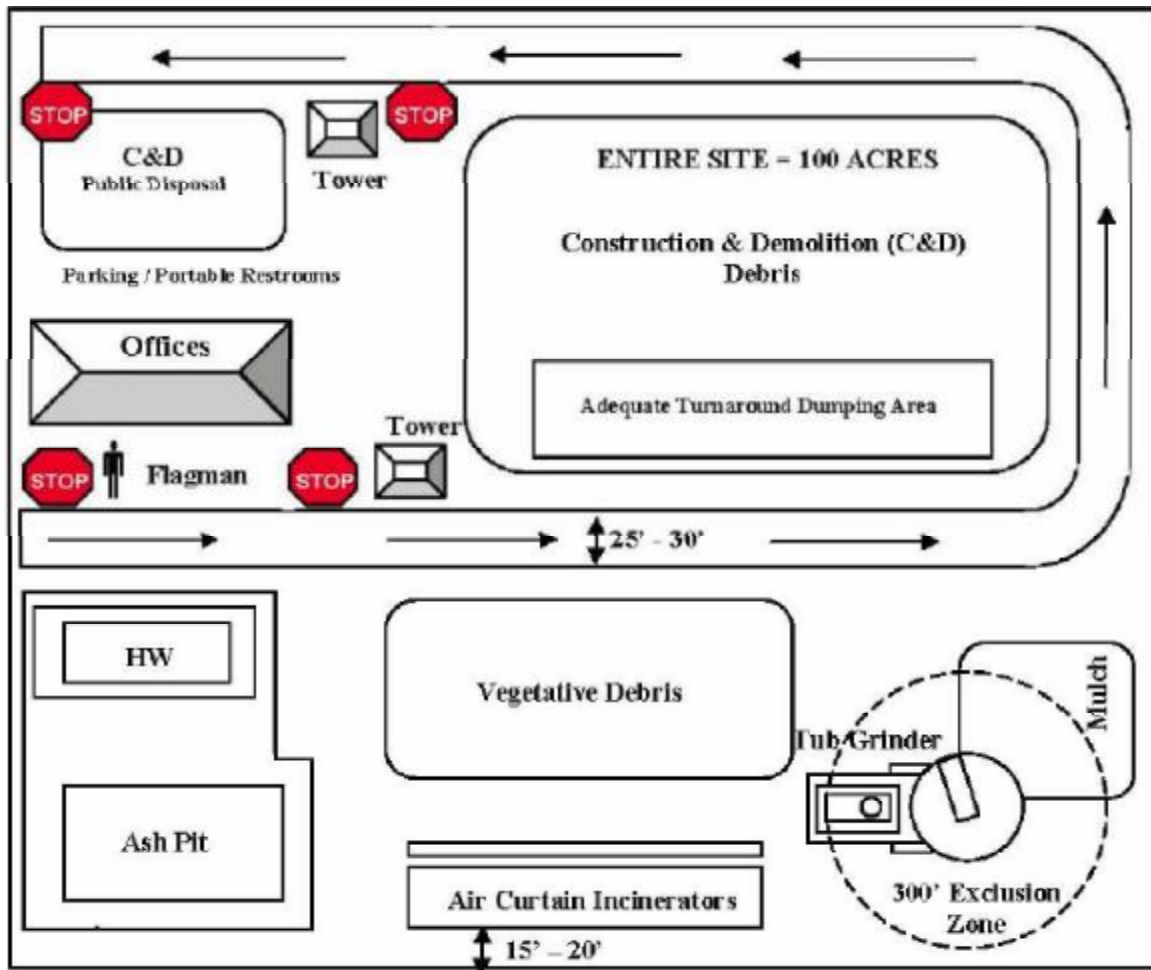 STOP
STOP
C&D
Public Disposal
Tower
ENTIRE SITE = 100 ACRES
Construction & Demolition (C&D)
Debris
Parking / Portable Restrooms
Offices
Adequate Turnaround Dumping Area
Tower
STOP
Flagman
STOP
25' - 30'
HW
Vegetative Debris
Mulch
Tub Grinder
Ash Pit
Air Curtain Incinerators
300' Exclusion
Zone
15' – 20'